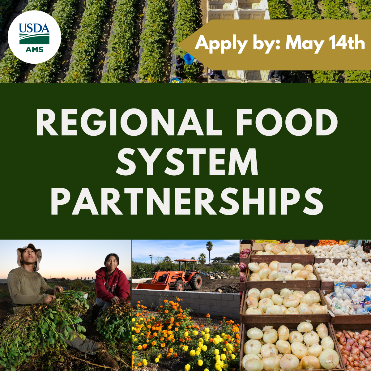 USDA
AMS
Apply by: May 14th
REGIONAL FOOD
SYSTEM
PARTNERSHIPS